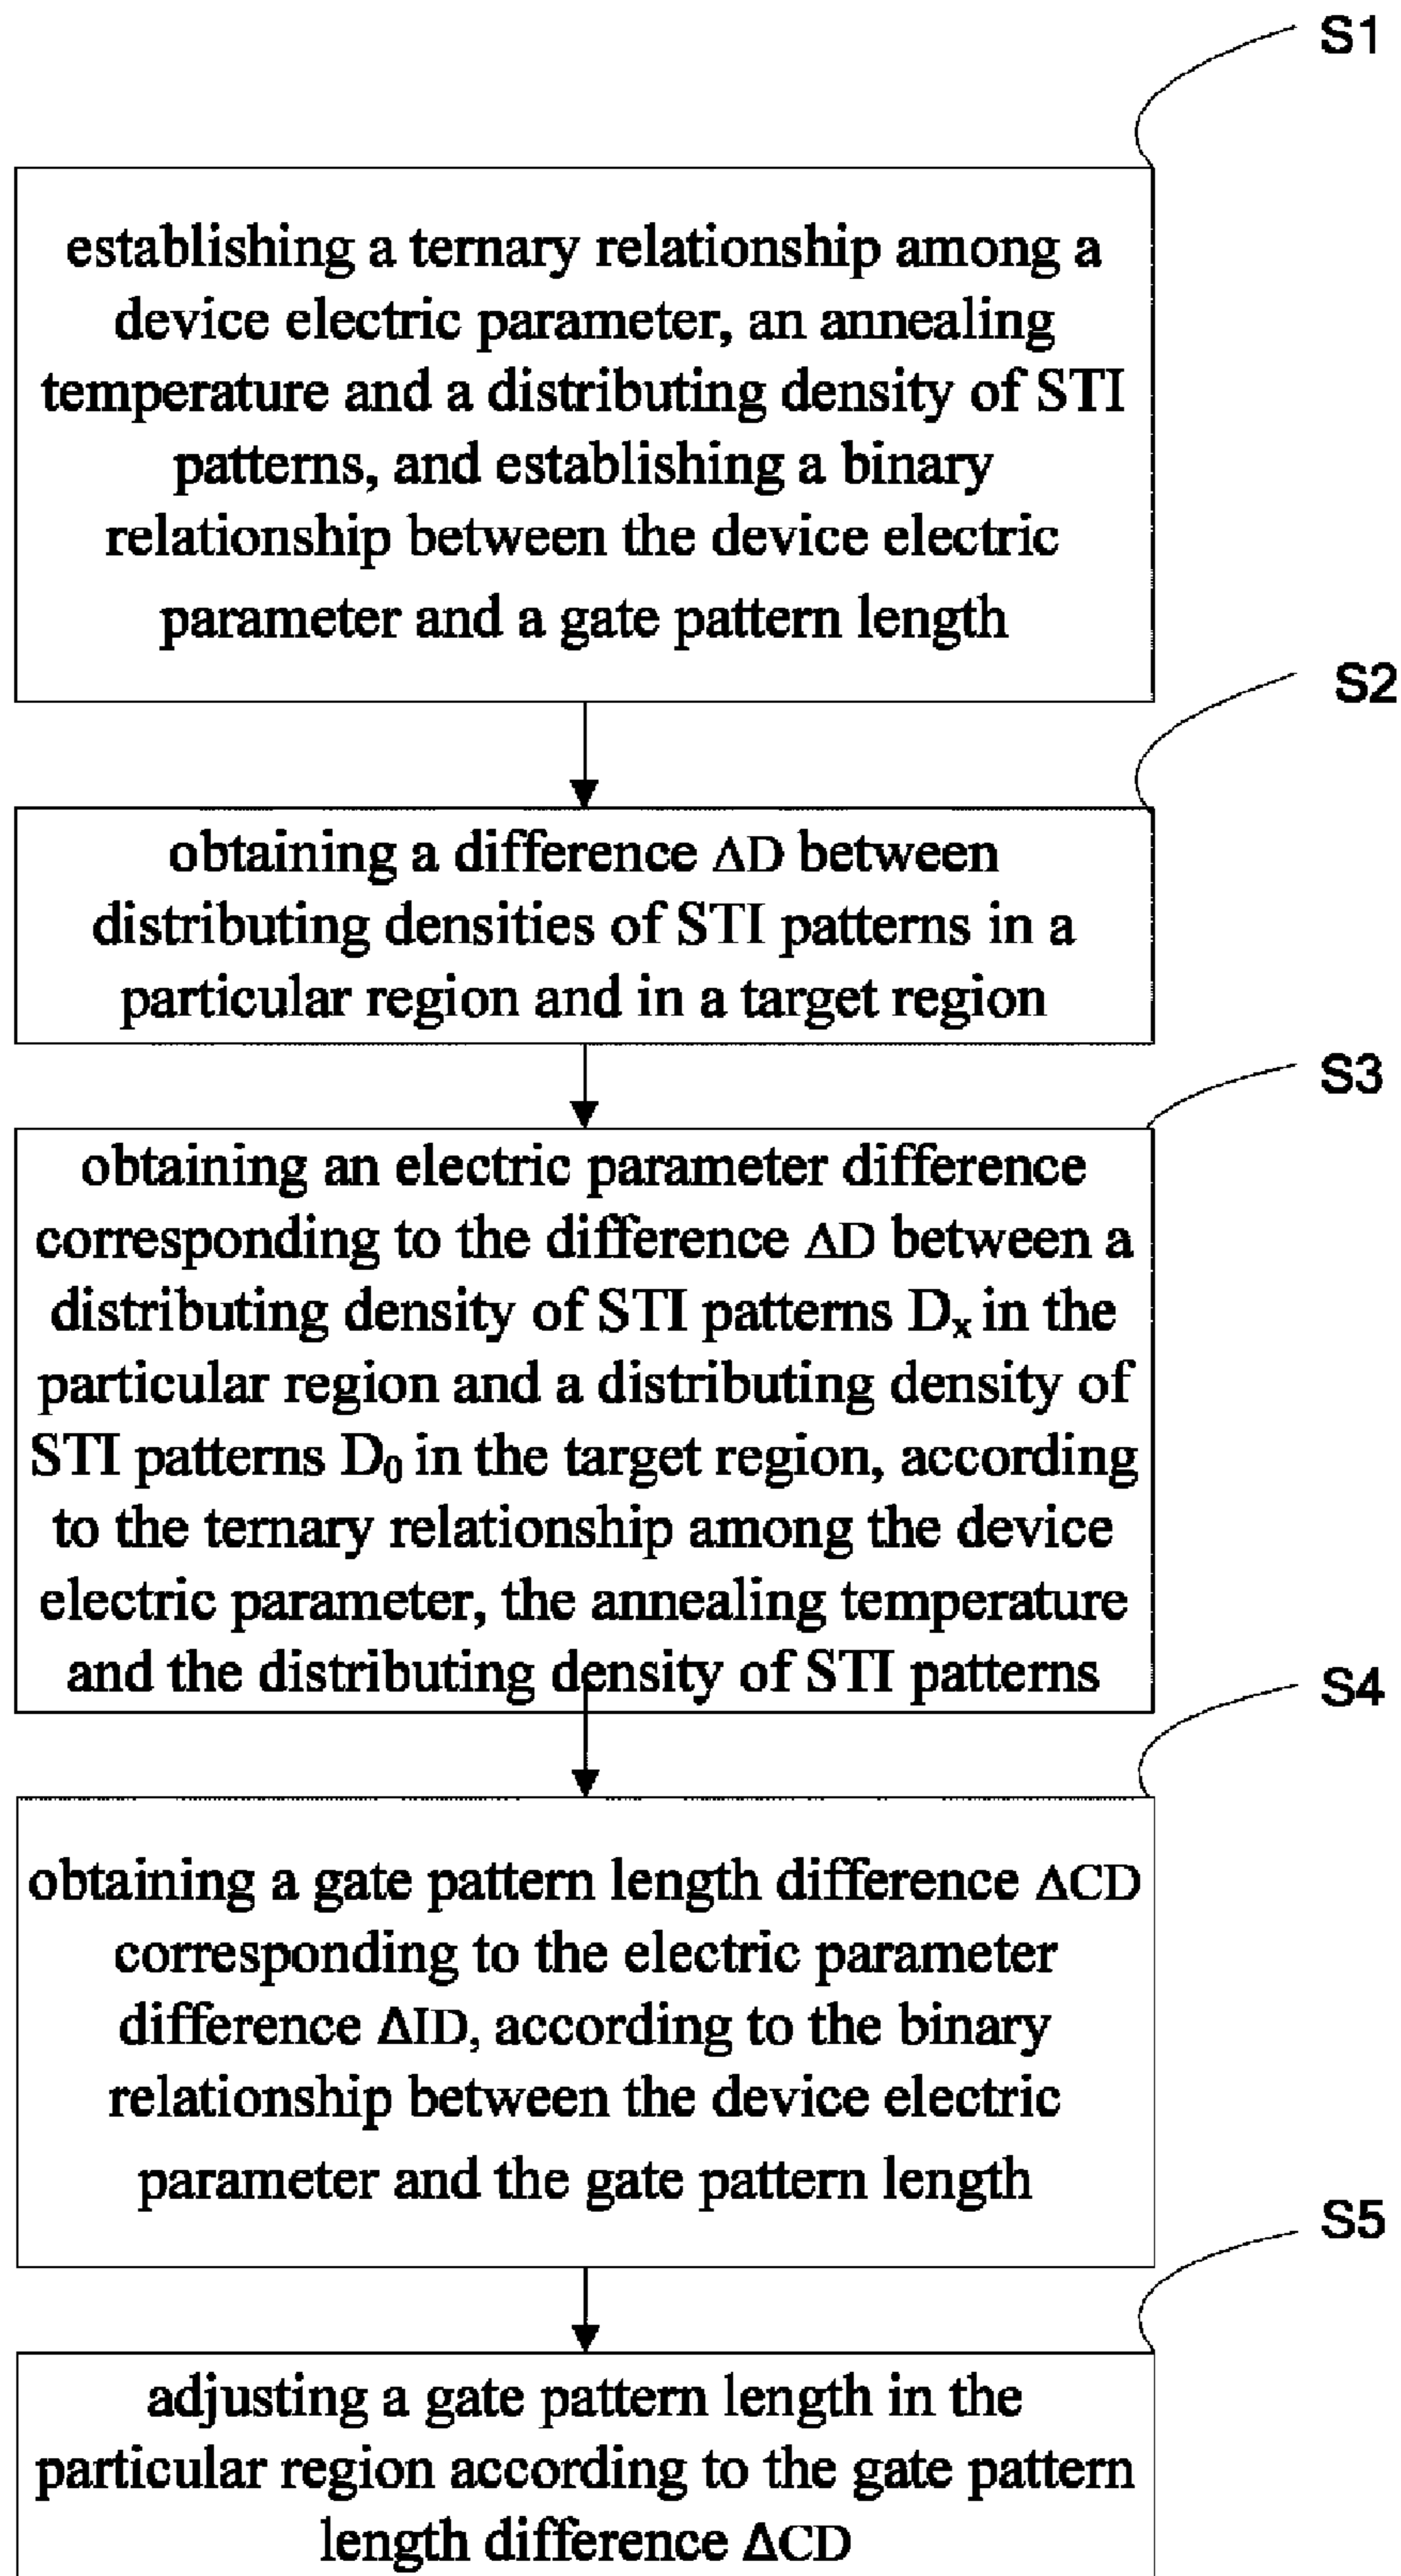 S1
establishing a ternary relationship among a
device electric parameter, an annealing
temperature and a distributing density of STI
patterns, and establishing a binary
relationship between the device electric
parameter and a gate pattern length
S2
obtaining a difference ΔD between
distributing densities of STI patterns in a
particular region and in a target region
S3
obtaining an electric parameter difference
corresponding to the difference ΔD between a
distributing density of STI patterns Dₓ in the
particular region and a distributing density of
STI patterns D₀ in the target region, according
to the ternary relationship among the device
electric parameter, the annealing temperature
and the distributing density of STI patterns
S4
obtaining a gate pattern length difference ΔCD
corresponding to the electric parameter
difference ΔID, according to the binary
relationship between the device electric
parameter and the gate pattern length
S5
adjusting a gate pattern length in the
particular region according to the gate pattern
length difference ΔCD